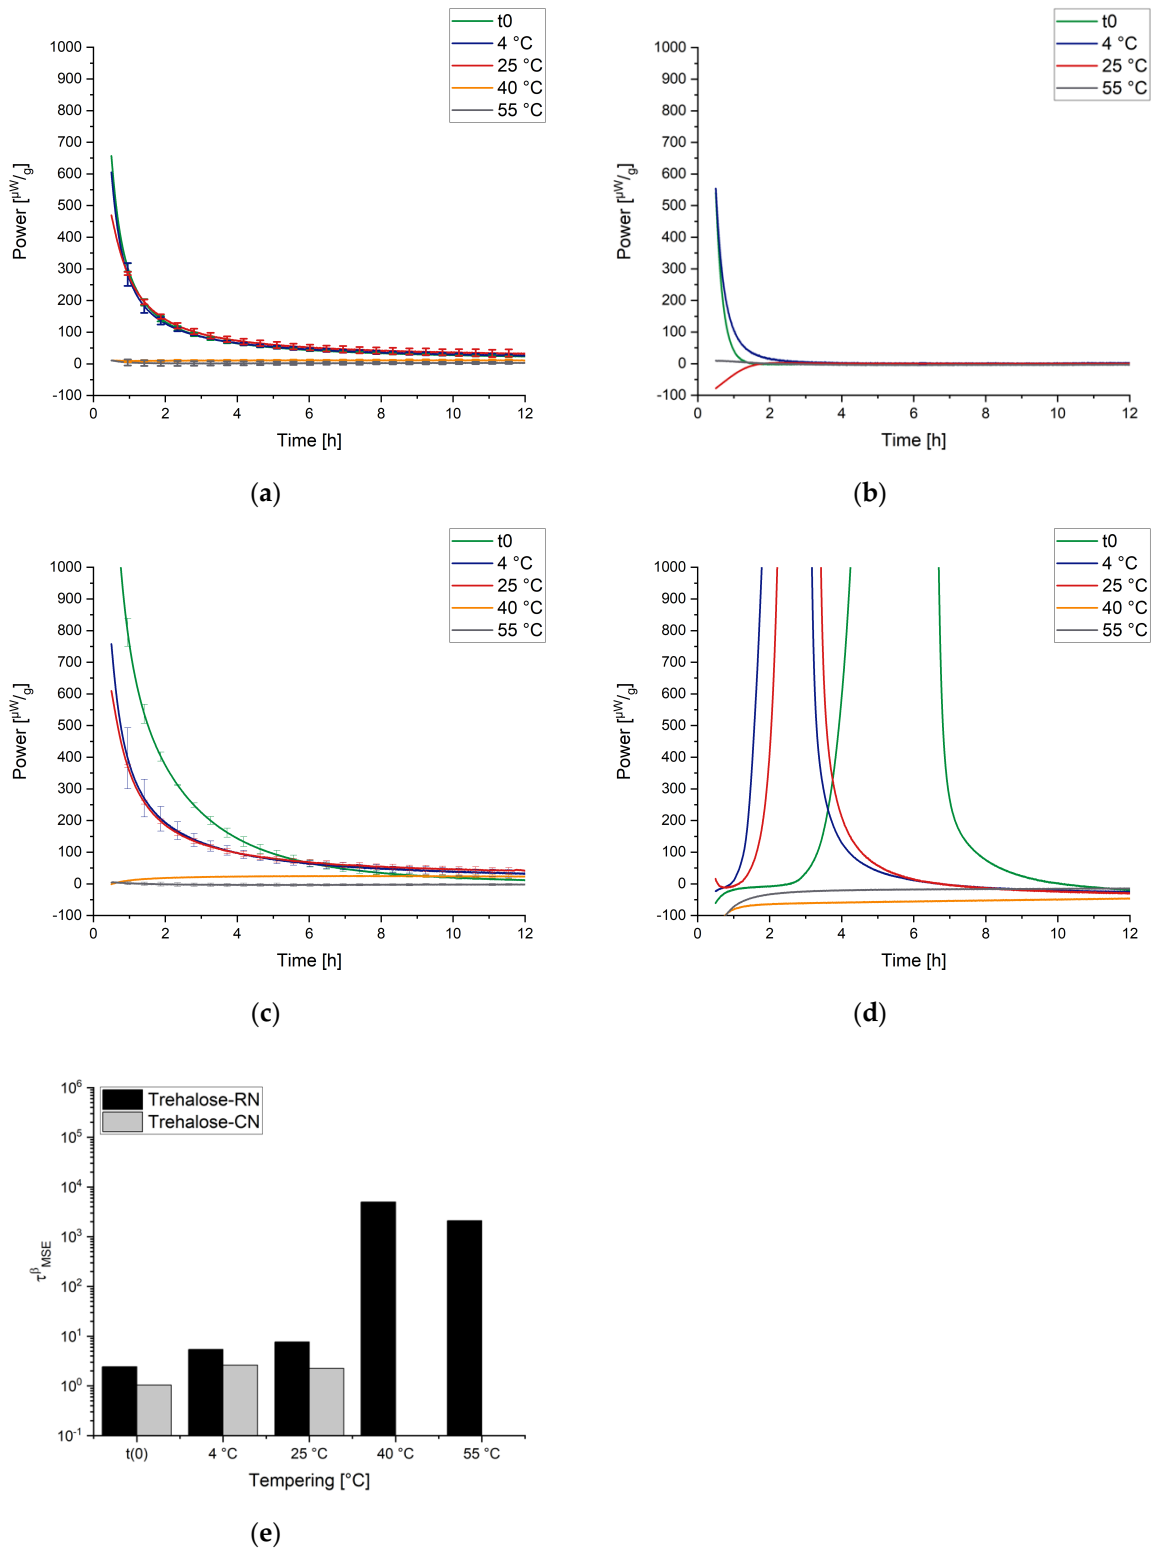 t0
4 °C
25 °C
40 °C
55 °C
1000
900
800
700
600
500
400
300
200
100
0
-100
Power [µW/g]
0 2 4 6 8 10 12
Time [h]
(a)
t0
4 °C
25 °C
55 °C
1000
900
800
700
600
500
400
300
200
100
0
-100
Power [µW/g]
0 2 4 6 8 10 12
Time [h]
(b)
t0
4 °C
25 °C
40 °C
55 °C
1000
900
800
700
600
500
400
300
200
100
0
-100
Power [µW/g]
0 2 4 6 8 10 12
Time [h]
(c)
t0
4 °C
25 °C
40 °C
55 °C
1000
900
800
700
600
500
400
300
200
100
0
-100
Power [µW/g]
0 2 4 6 8 10 12
Time [h]
(d)
Trehalose-RN
Trehalose-CN
10⁶
10⁵
10⁴
10³
10²
10¹
10⁰
10⁻¹
τᵝMSE
t(0) 4 °C 25 °C 40 °C 55 °C
Tempering [°C]
(e)